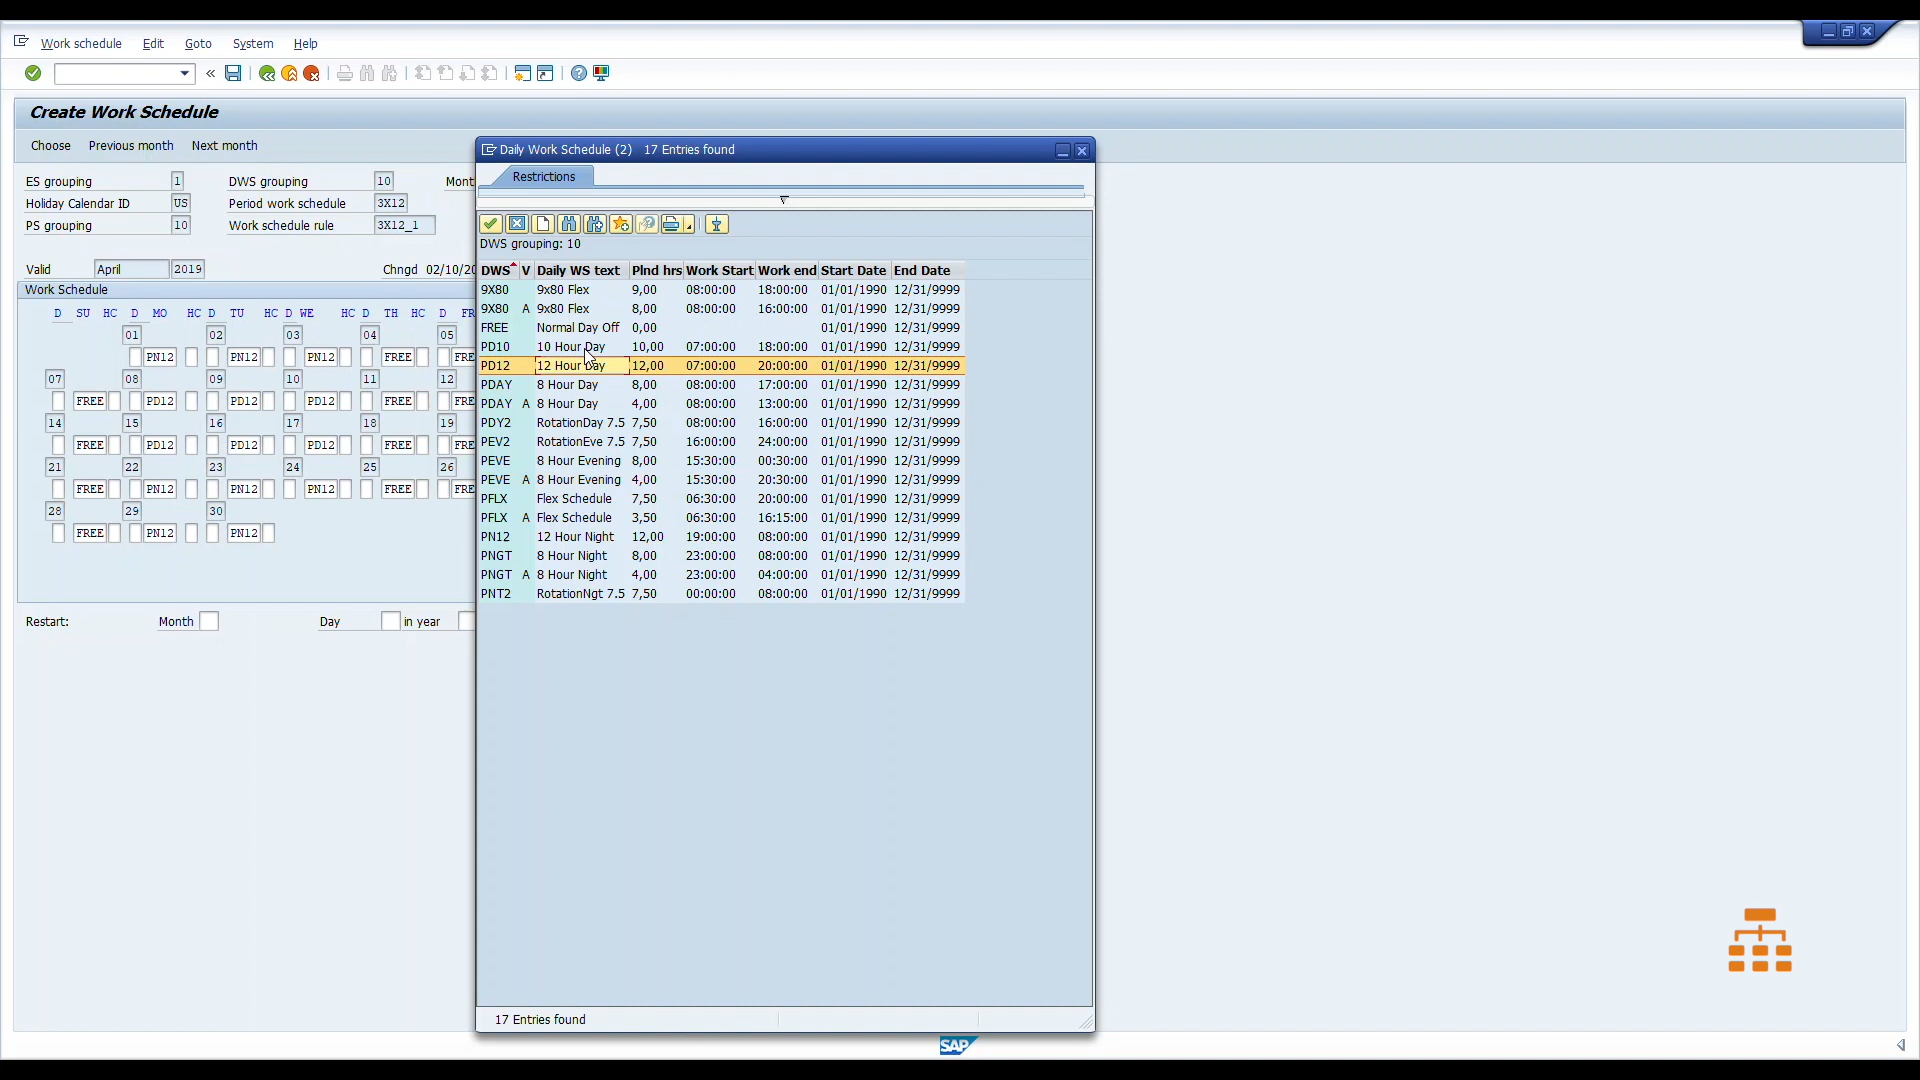 Work schedule Edit Goto System Help
Create Work Schedule
Choose Previous month Next month
ES grouping 1 DWS grouping 10 Mont
Holiday Calendar ID US Period work schedule 3X12
PS grouping 10 Work schedule rule 3X12_1
Valid April 2019 Chngd 02/10/20
Work Schedule
D SU HC D MO HC D TU HC D WE HC D TH HC D FR
01 02 03 04 05
PN12 PN12 PN12 FREE FRE
07 08 09 10 11 12
FREE PD12 PD12 PD12 FREE FRE
14 15 16 17 18 19
FREE PD12 PD12 PD12 FREE FRE
21 22 23 24 25 26
FREE PN12 PN12 PN12 FREE FRE
28 29 30
FREE PN12 PN12
Restart: Month Day in year
Daily Work Schedule (2) 17 Entries found
Restrictions
DWS grouping: 10
DWS V Daily WS text Plnd hrs Work Start Work end Start Date End Date
9X80 9x80 Flex 9,00 08:00:00 18:00:00 01/01/1990 12/31/9999
9X80 A 9x80 Flex 8,00 08:00:00 16:00:00 01/01/1990 12/31/9999
FREE Normal Day Off 0,00 01/01/1990 12/31/9999
PD10 10 Hour Day 10,00 07:00:00 18:00:00 01/01/1990 12/31/9999
PD12 12 Hour Day 12,00 07:00:00 20:00:00 01/01/1990 12/31/9999
PDAY 8 Hour Day 8,00 08:00:00 17:00:00 01/01/1990 12/31/9999
PDAY A 8 Hour Day 4,00 08:00:00 13:00:00 01/01/1990 12/31/9999
PDY2 RotationDay 7.5 7,50 08:00:00 16:00:00 01/01/1990 12/31/9999
PEV2 RotationEve 7.5 7,50 16:00:00 24:00:00 01/01/1990 12/31/9999
PEVE 8 Hour Evening 8,00 15:30:00 00:30:00 01/01/1990 12/31/9999
PEVE A 8 Hour Evening 4,00 15:30:00 20:30:00 01/01/1990 12/31/9999
PFLX Flex Schedule 7,50 06:30:00 20:00:00 01/01/1990 12/31/9999
PFLX A Flex Schedule 3,50 06:30:00 16:15:00 01/01/1990 12/31/9999
PN12 12 Hour Night 12,00 19:00:00 08:00:00 01/01/1990 12/31/9999
PNGT 8 Hour Night 8,00 23:00:00 08:00:00 01/01/1990 12/31/9999
PNGT A 8 Hour Night 4,00 23:00:00 04:00:00 01/01/1990 12/31/9999
PNT2 RotationNgt 7.5 7,50 00:00:00 08:00:00 01/01/1990 12/31/9999
17 Entries found
SAP